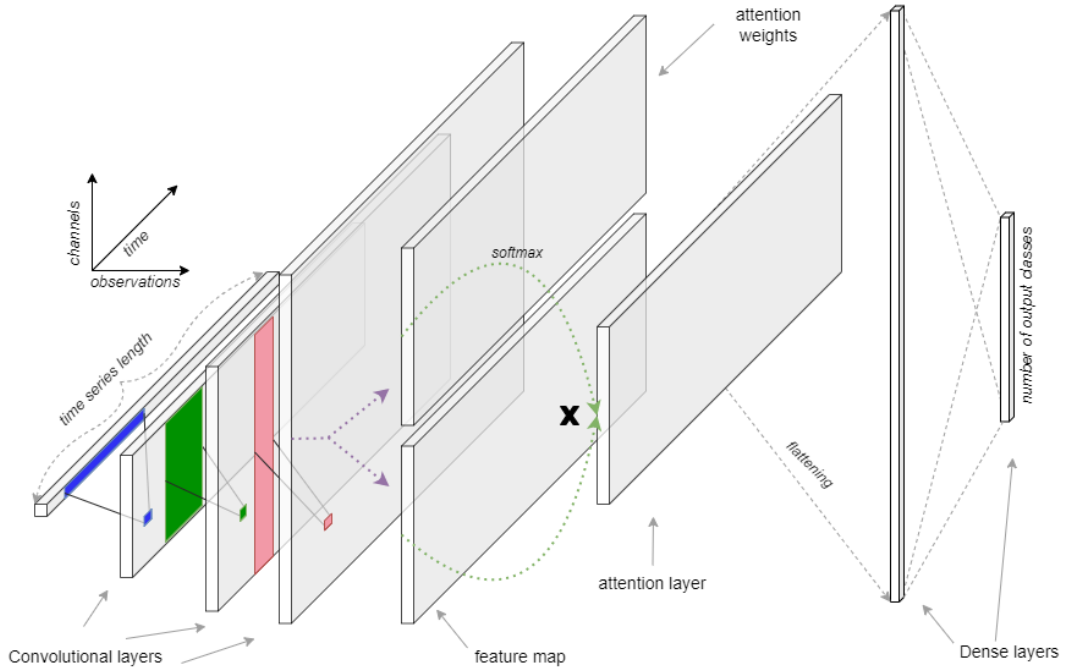 attention
weights
channels
time
observations
softmax
time series length
X
number of output classes
flattening
attention layer
Convolutional layers
feature map
Dense layers